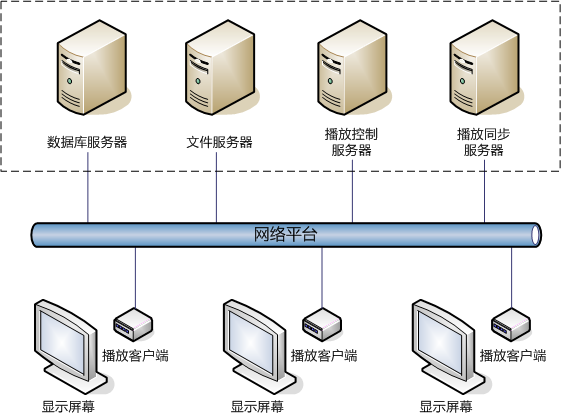 数据库服务器
文件服务器
播放控制
服务器
播放同步
服务器
网络平台
播放客户端
播放客户端
播放客户端
显示屏幕
显示屏幕
显示屏幕